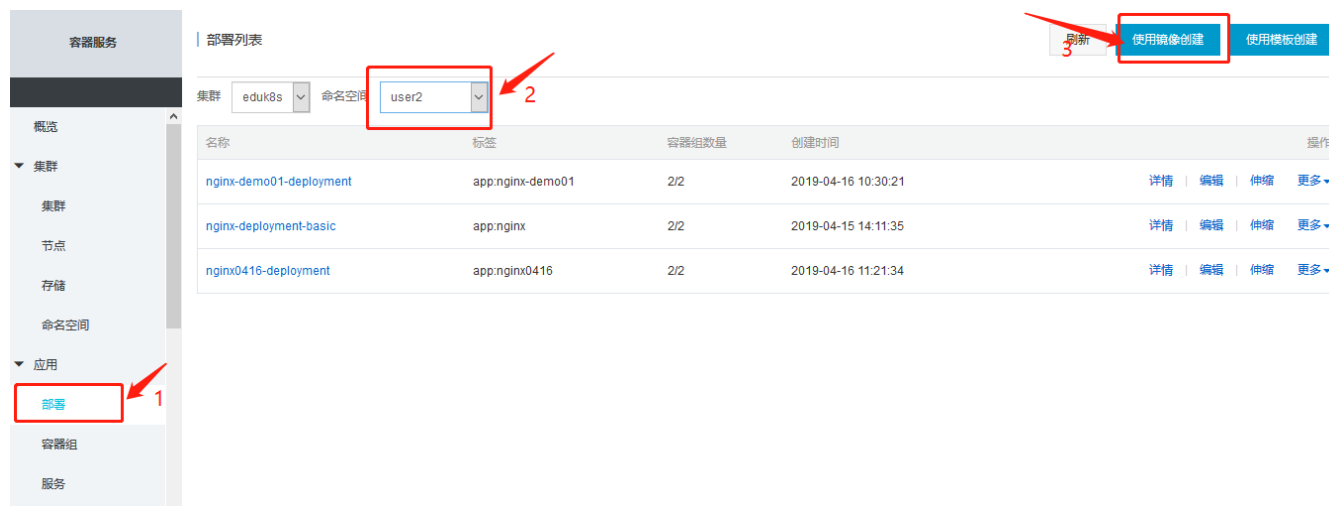 容器服务
部署列表
刷新
使用镜像创建
使用模板创建
3
集群 eduk8s 命名空间 user2
2
概览
集群
集群
节点
存储
命名空间
应用
部署
1
容器组
服务
名称 标签 容器组数量 创建时间 操作
nginx-demo01-deployment app:nginx-demo01 2/2 2019-04-16 10:30:21 详情 | 编辑 | 伸缩 更多
nginx-deployment-basic app:nginx 2/2 2019-04-15 14:11:35 详情 | 编辑 | 伸缩 更多
nginx0416-deployment app:nginx0416 2/2 2019-04-16 11:21:34 详情 | 编辑 | 伸缩 更多